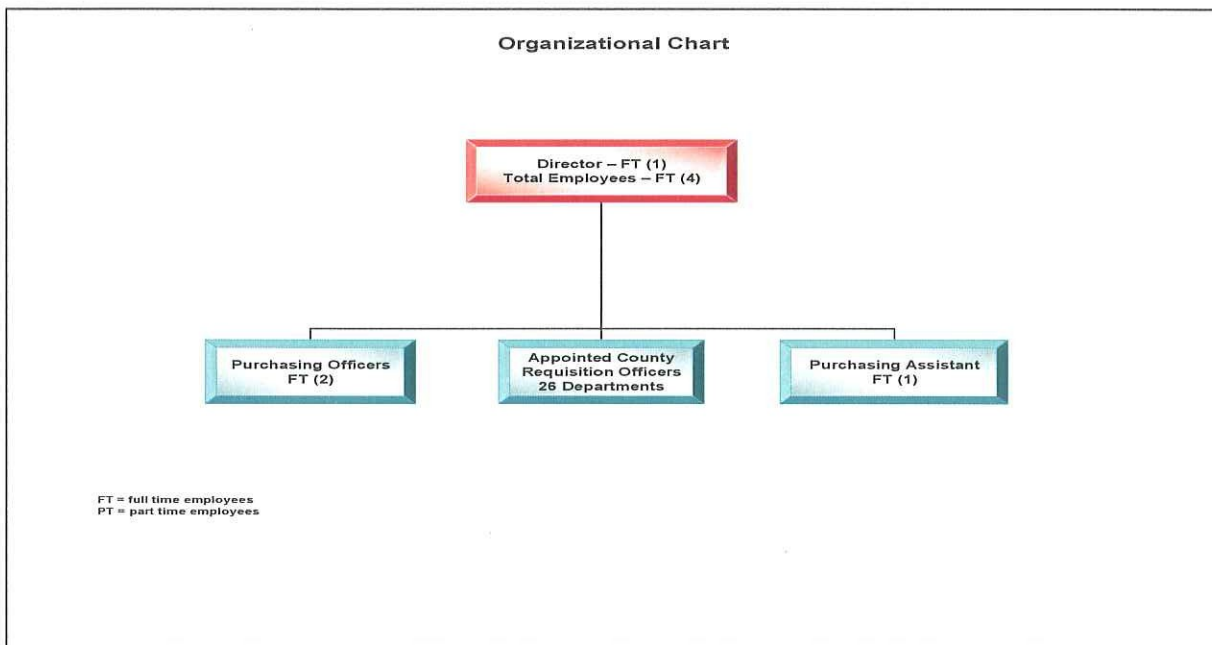 Organizational Chart
Director – FT (1)
Total Employees – FT (4)
Purchasing Officers
FT (2)
Appointed County
Requisition Officers
26 Departments
Purchasing Assistant
FT (1)
FT = full time employees
PT = part time employees